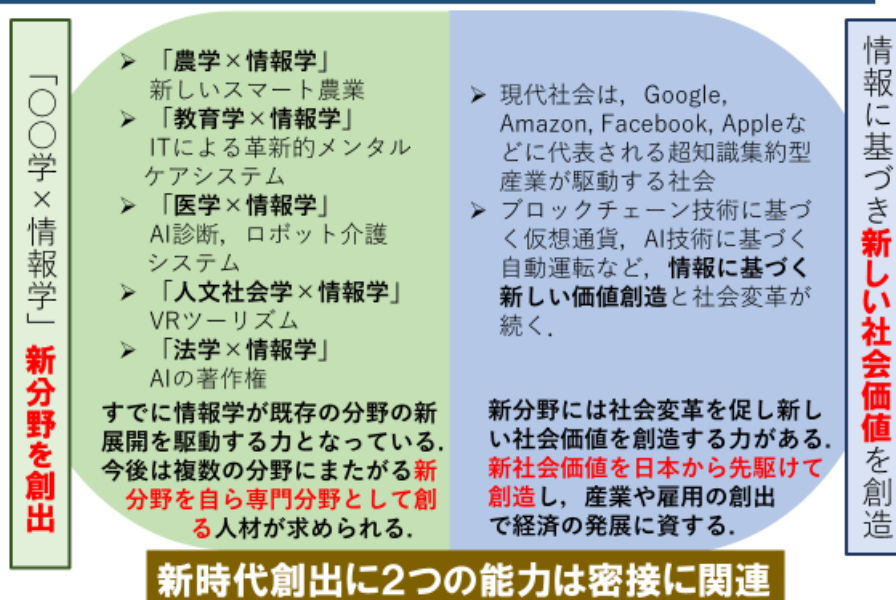 「〇〇学×情報学」新分野を創出
➢ 「農学×情報学」
新しいスマート農業
➢ 「教育学×情報学」
ITによる革新的メンタル
ケアシステム
➢ 「医学×情報学」
AI診断，ロボット介護
システム
➢ 「人文社会学×情報学」
VRツーリズム
➢ 「法学×情報学」
AIの著作権
すでに情報学が既存の分野の新
展開を駆動する力となっている.
今後は複数の分野にまたがる新
分野を自ら専門分野として創
る人材が求められる.
➢ 現代社会は，Google,
Amazon, Facebook, Appleな
どに代表される超知識集約型
産業が駆動する社会
➢ ブロックチェーン技術に基づ
く仮想通貨，AI技術に基づく
自動運転など，情報に基づく
新しい価値創造と社会変革が
続く.
新分野には社会変革を促し新し
い社会価値を創造する力がある.
新社会価値を日本から先駆けて
創造し，産業や雇用の創出
で経済の発展に資する.
情報に基づき新しい社会価値を創造
新時代創出に2つの能力は密接に関連